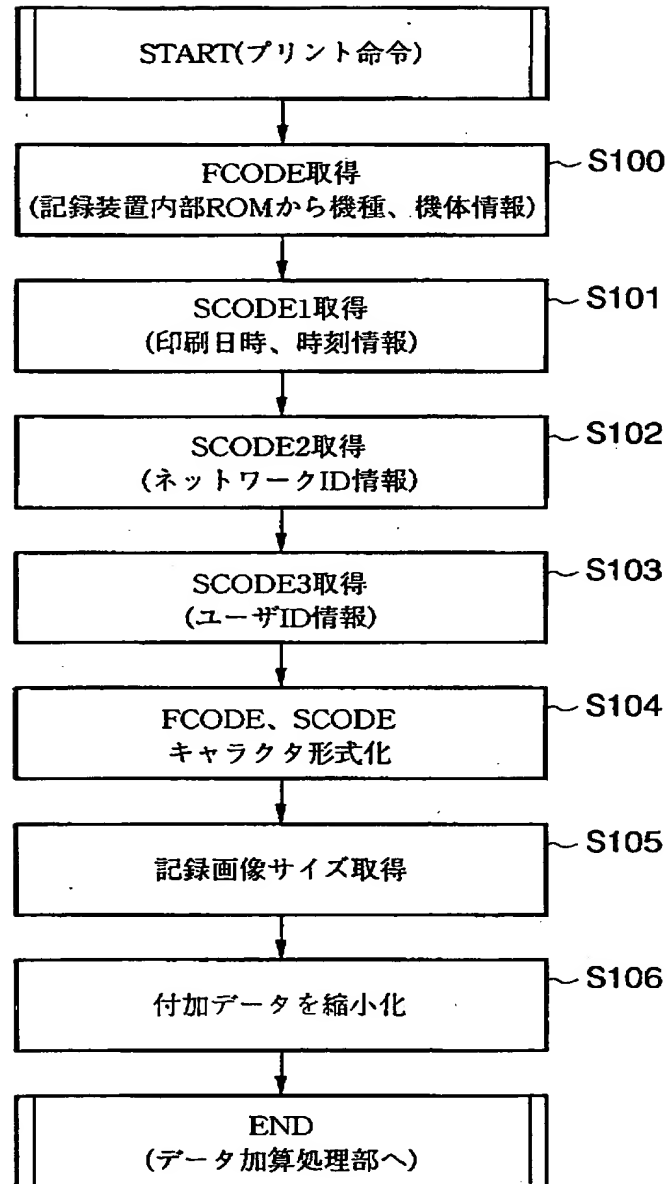 START(プリント命令)
FCODE取得
(記録装置内部ROMから機種、機体情報)
S100
SCODE1取得
(印刷日時、時刻情報)
S101
SCODE2取得
(ネットワークID情報)
S102
SCODE3取得
(ユーザID情報)
S103
FCODE、SCODE
キャラクタ形式化
S104
記録画像サイズ取得
S105
付加データを縮小化
S106
END
(データ加算処理部へ)